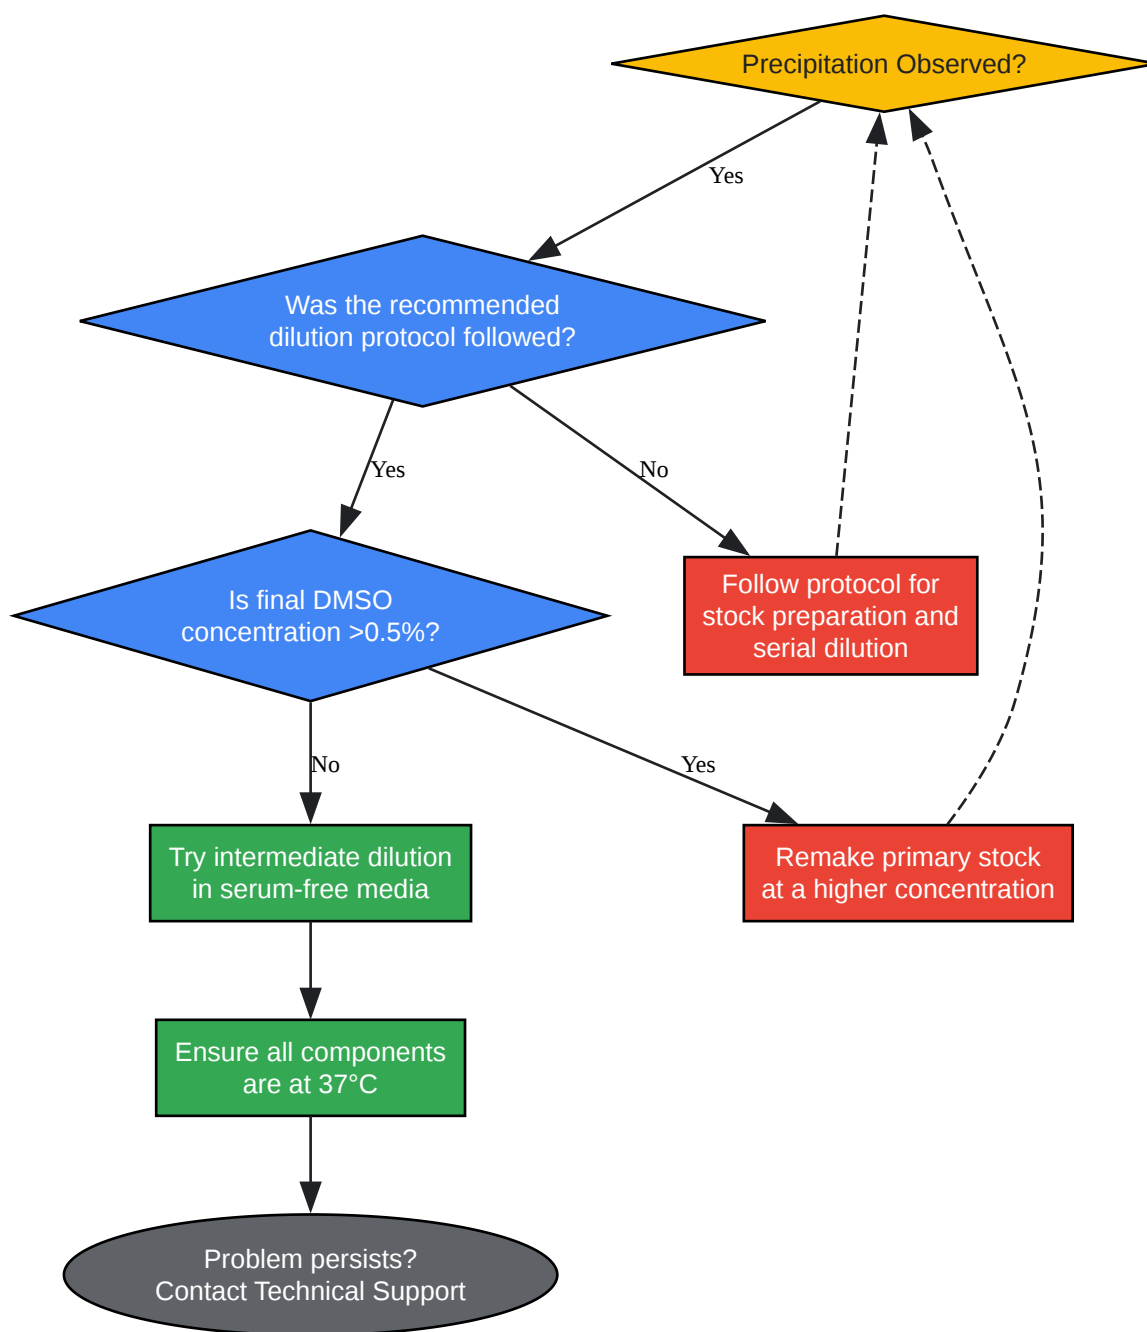 Precipitation Observed?
Yes
Was the recommended
dilution protocol followed?
Yes
No
Follow protocol for
stock preparation and
serial dilution
Is final DMSO
concentration >0.5%?
No
Yes
Try intermediate dilution
in serum-free media
Remake primary stock
at a higher concentration
Ensure all components
are at 37°C
Problem persists?
Contact Technical Support